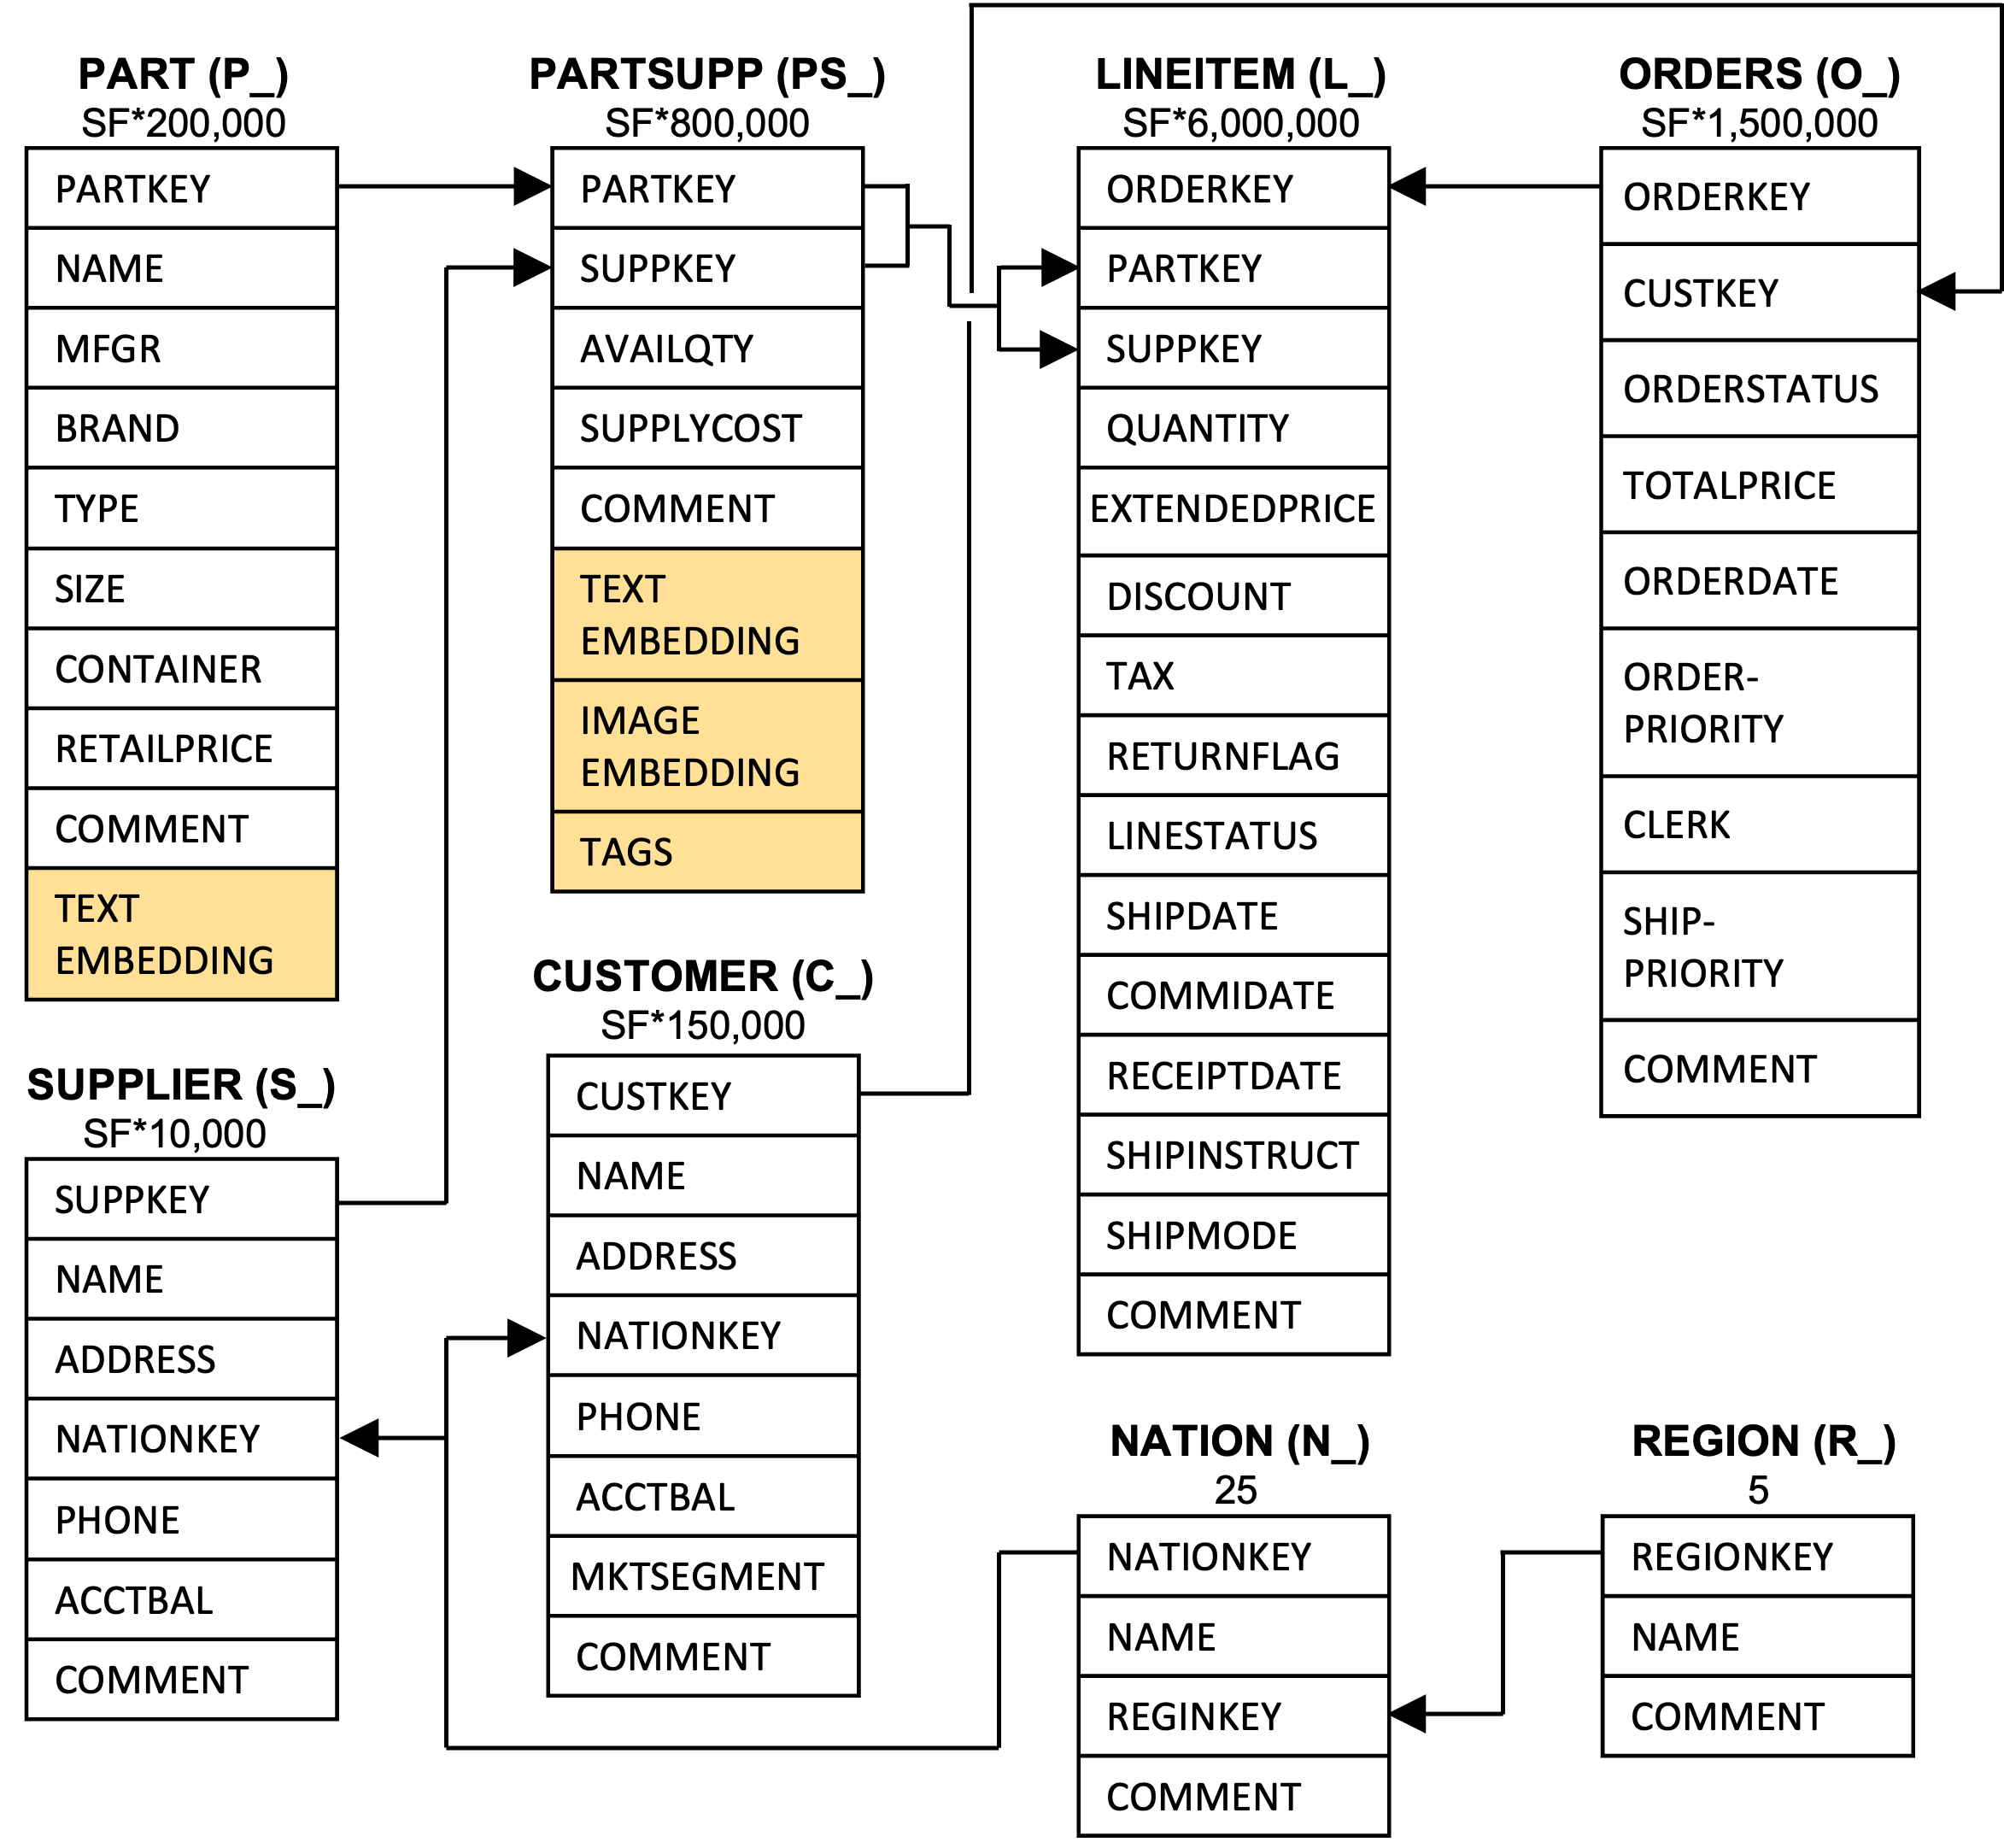 PART (P_)
SF*200,000
PARTKEY
NAME
MFGR
BRAND
TYPE
SIZE
CONTAINER
RETAILPRICE
COMMENT
TEXT
EMBEDDING
SUPPLIER (S_)
SF*10,000
SUPPKEY
NAME
ADDRESS
NATIONKEY
PHONE
ACCTBAL
COMMENT
PARTSUPP (PS_)
SF*800,000
PARTKEY
SUPPKEY
AVAILQTY
SUPPLYCOST
COMMENT
TEXT
EMBEDDING
IMAGE
EMBEDDING
TAGS
CUSTOMER (C_)
SF*150,000
CUSTKEY
NAME
ADDRESS
NATIONKEY
PHONE
ACCTBAL
MKTSEGMENT
COMMENT
LINEITEM (L_)
SF*6,000,000
ORDERKEY
PARTKEY
SUPPKEY
QUANTITY
EXTENDEDPRICE
DISCOUNT
TAX
RETURNFLAG
LINESTATUS
SHIPDATE
COMMIDATE
RECEIPTDATE
SHIPINSTRUCT
SHIPMODE
COMMENT
NATION (N_)
25
NATIONKEY
NAME
REGINKEY
COMMENT
ORDERS (O_)
SF*1,500,000
ORDERKEY
CUSTKEY
ORDERSTATUS
TOTALPRICE
ORDERDATE
ORDER-
PRIORITY
CLERK
SHIP-
PRIORITY
COMMENT
REGION (R_)
5
REGIONKEY
NAME
COMMENT